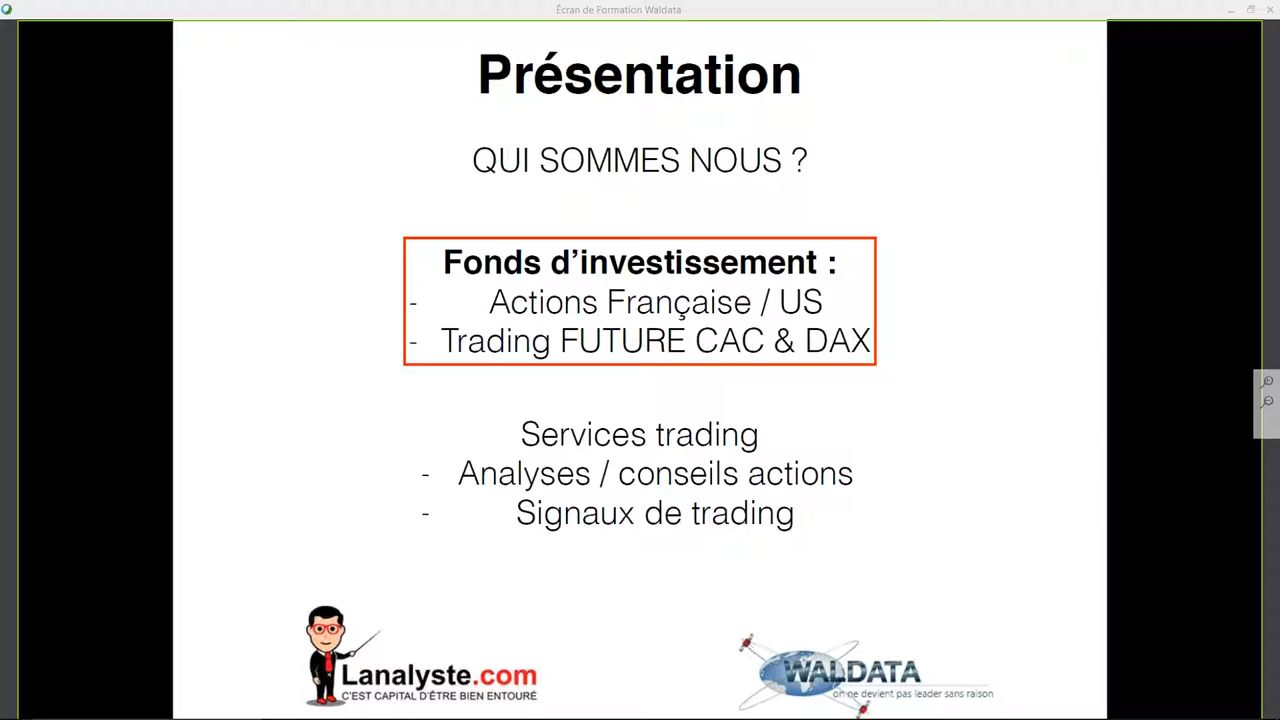 Écran de Formation Waldata
Présentation
QUI SOMMES NOUS ?
Fonds d’investissement :
- Actions Française / US
- Trading FUTURE CAC & DAX
Services trading
- Analyses / conseils actions
- Signaux de trading
Lanalyste.com
C'EST CAPITAL D'ÊTRE BIEN ENTOURÉ
WALDATA
on ne devient pas leader sans raison